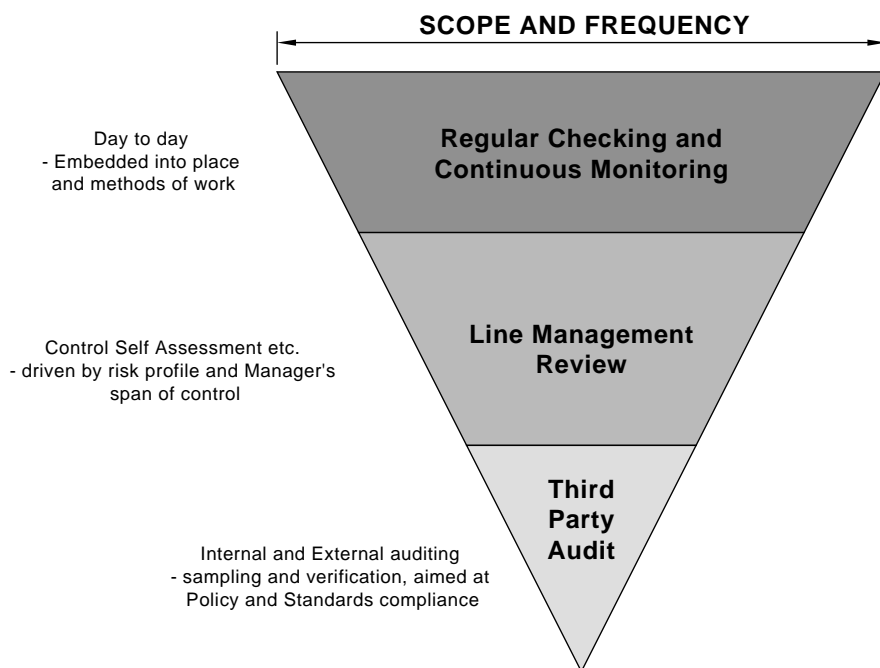 SCOPE AND FREQUENCY
Day to day
- Embedded into place
and methods of work
Regular Checking and
Continuous Monitoring
Control Self Assessment etc.
- driven by risk profile and Manager's
span of control
Line Management
Review
Internal and External auditing
- sampling and verification, aimed at
Policy and Standards compliance
Third
Party
Audit